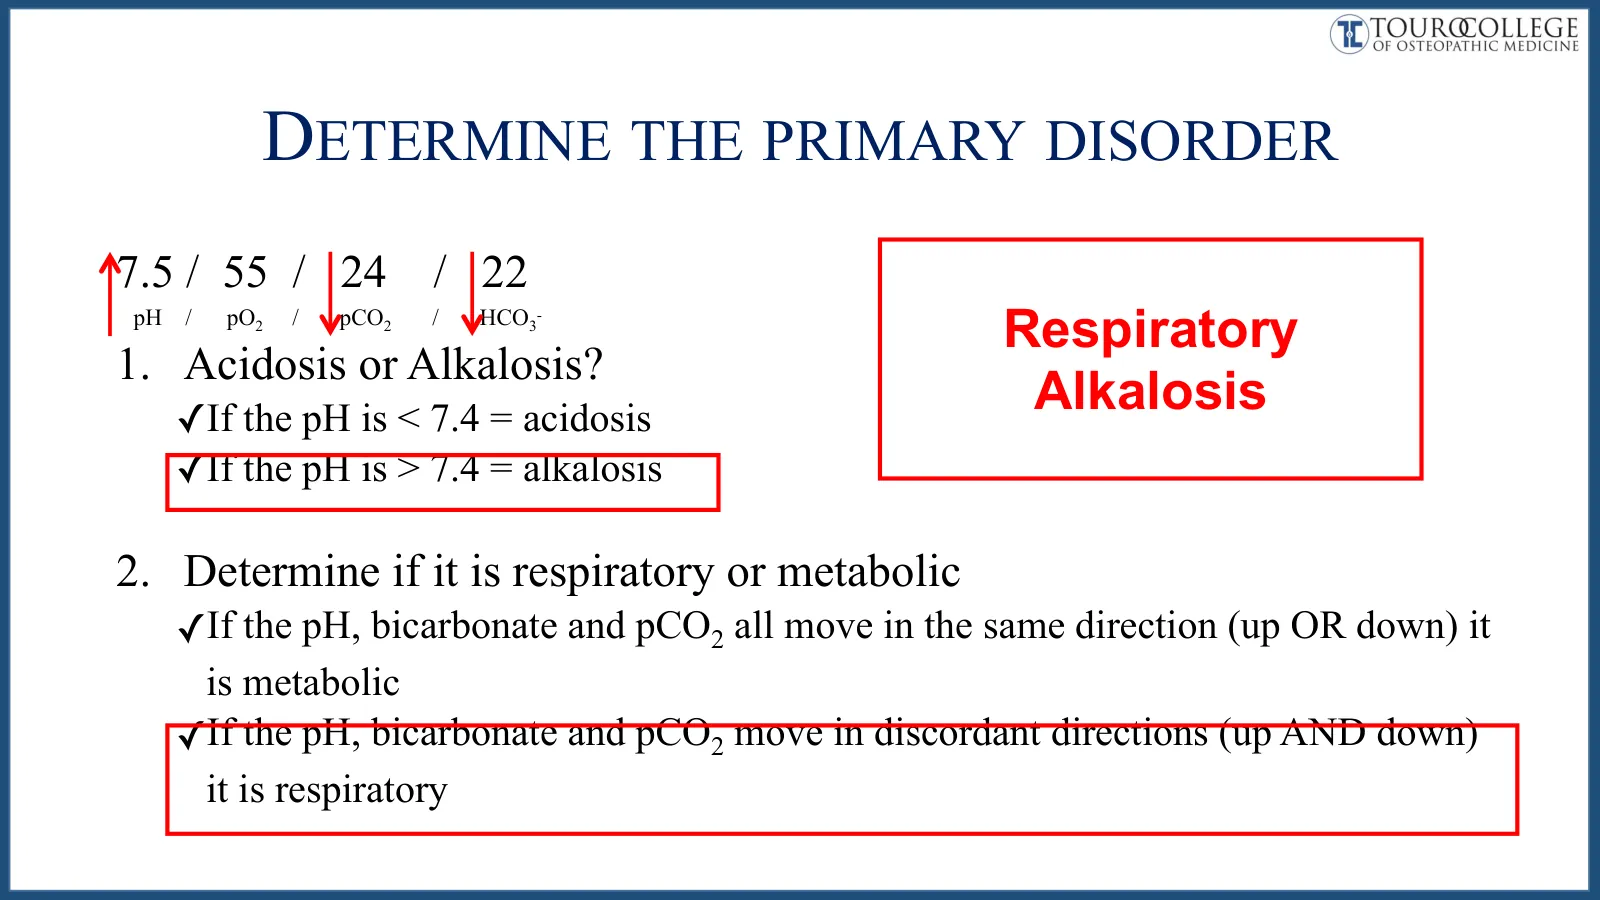 TOUROCOLLEGE
OF OSTEOPATHIC MEDICINE
DETERMINE THE PRIMARY DISORDER
7.5 / 55 / 24 / 22
pH / pO₂ / pCO₂ / HCO₃⁻
Respiratory
Alkalosis
1. Acidosis or Alkalosis?
✓If the pH is < 7.4 = acidosis
✓If the pH is > 7.4 = alkalosis
2. Determine if it is respiratory or metabolic
✓If the pH, bicarbonate and pCO₂ all move in the same direction (up OR down) it
is metabolic
✓If the pH, bicarbonate and pCO₂ move in discordant directions (up AND down)
it is respiratory